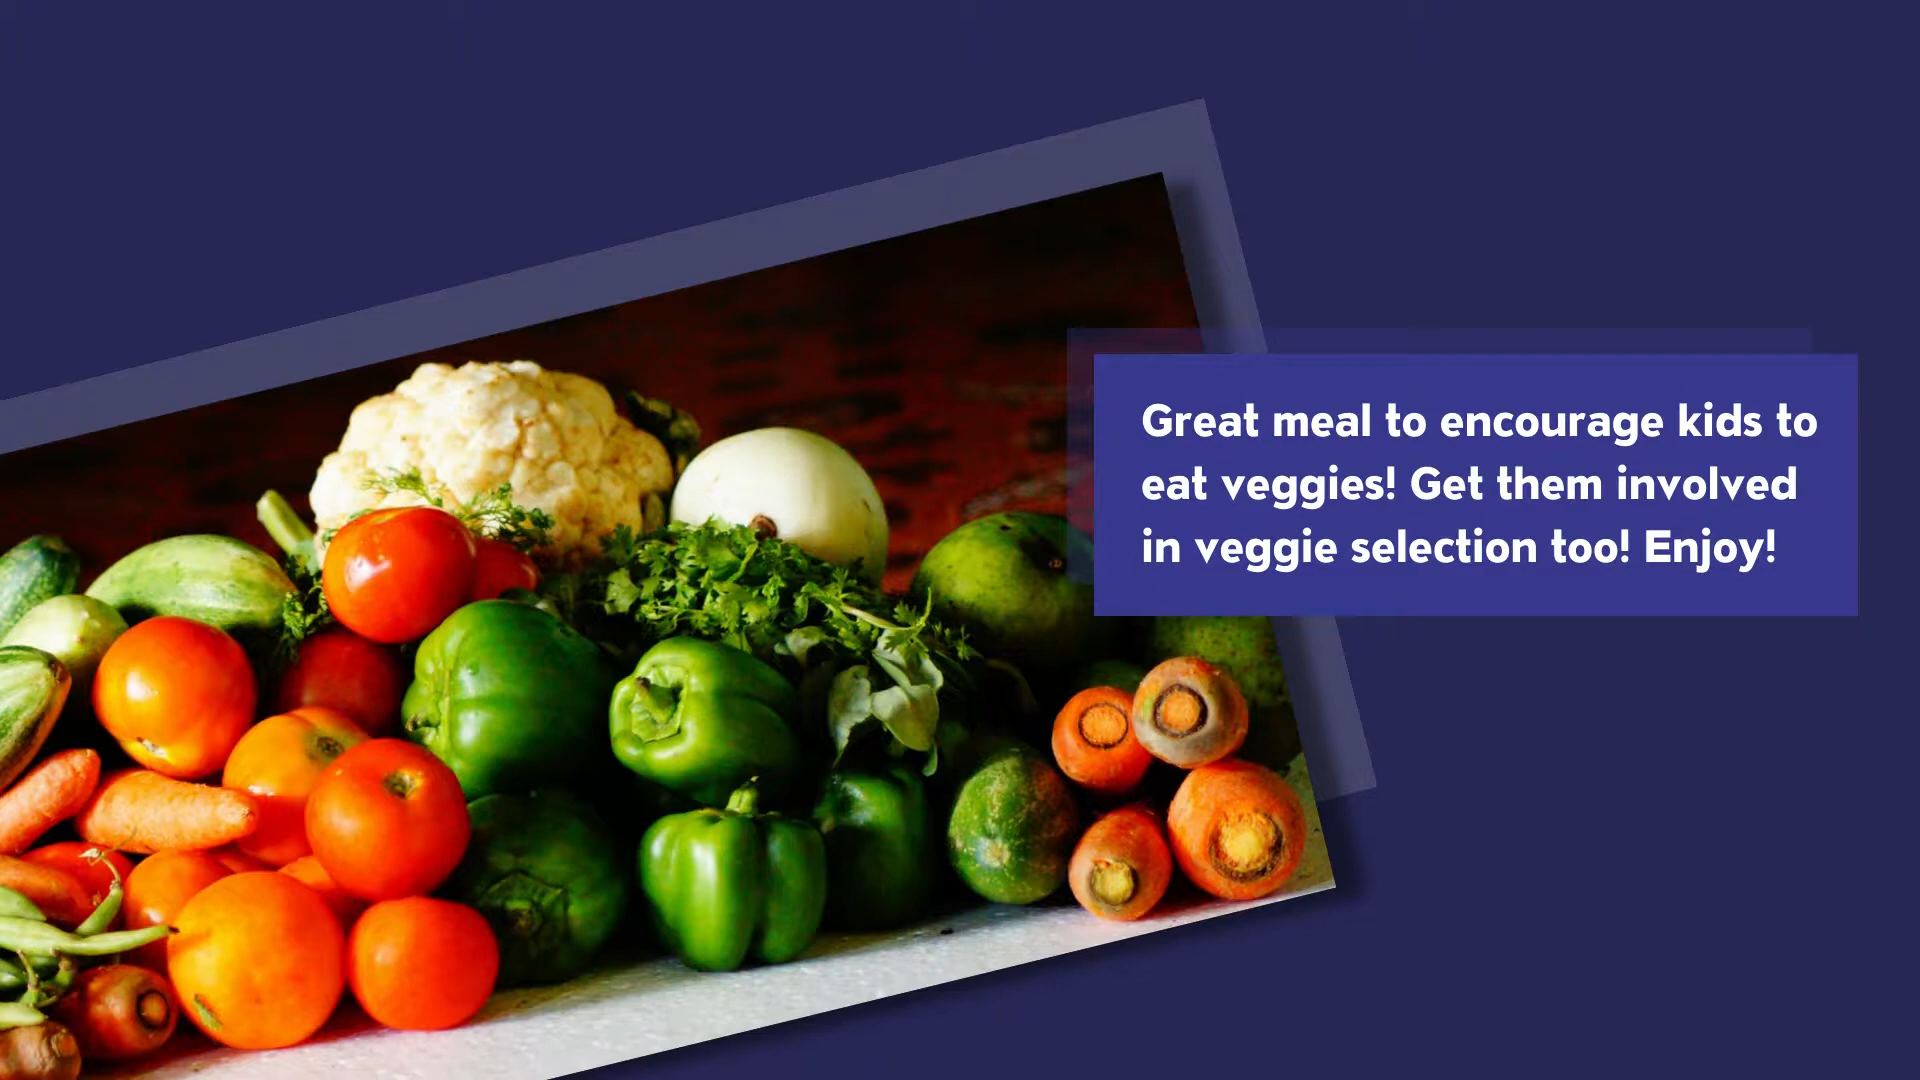 Great meal to encourage kids to
eat veggies! Get them involved
in veggie selection too! Enjoy!